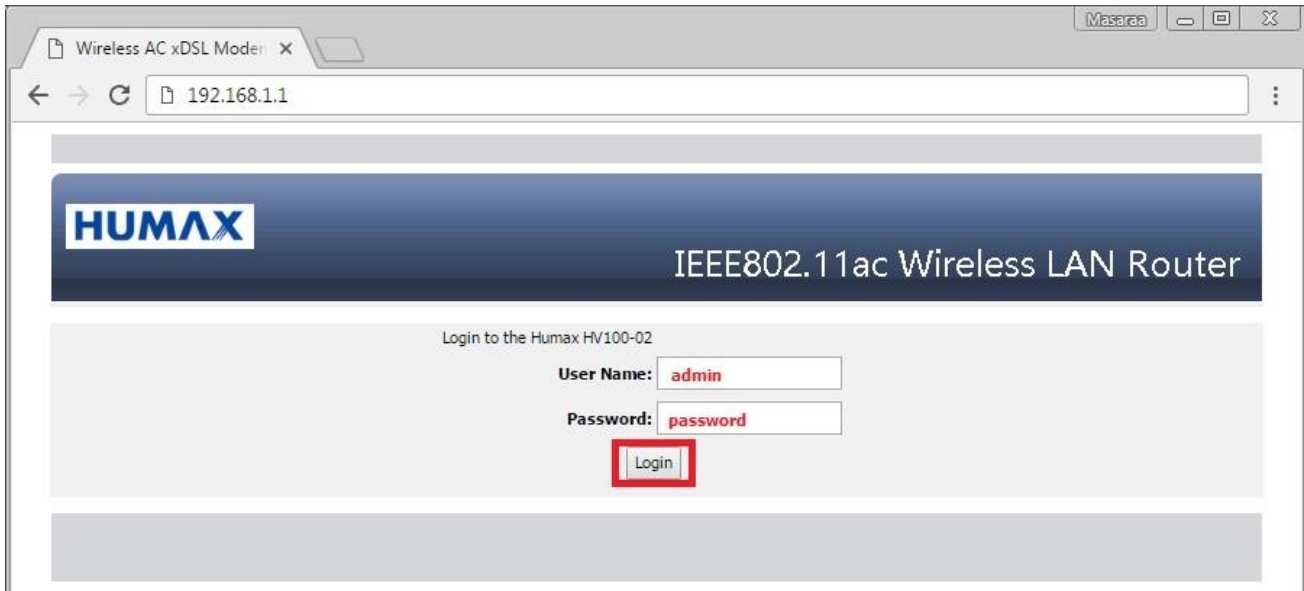 Masaraa
Wireless AC xDSL Modem
192.168.1.1
HUMAX
IEEE802.11ac Wireless LAN Router
Login to the Humax HV100-02
User Name: admin
Password: password
Login